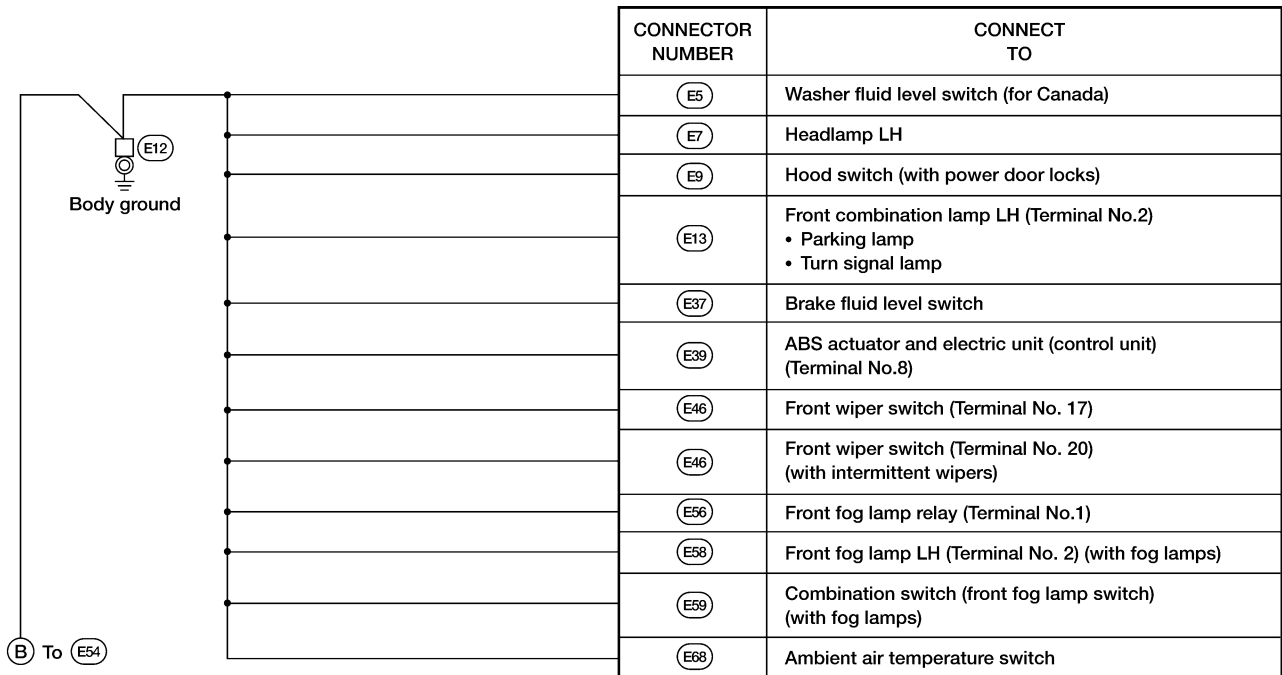 CONNECTOR
NUMBER
CONNECT
TO
E5
Washer fluid level switch (for Canada)
E7
Headlamp LH
E12
E9
Hood switch (with power door locks)
Body ground
E13
Front combination lamp LH (Terminal No.2)
• Parking lamp
• Turn signal lamp
E37
Brake fluid level switch
E39
ABS actuator and electric unit (control unit)
(Terminal No.8)
E46
Front wiper switch (Terminal No. 17)
E46
Front wiper switch (Terminal No. 20)
(with intermittent wipers)
E56
Front fog lamp relay (Terminal No.1)
E58
Front fog lamp LH (Terminal No. 2) (with fog lamps)
E59
Combination switch (front fog lamp switch)
(with fog lamps)
B To E54
E68
Ambient air temperature switch